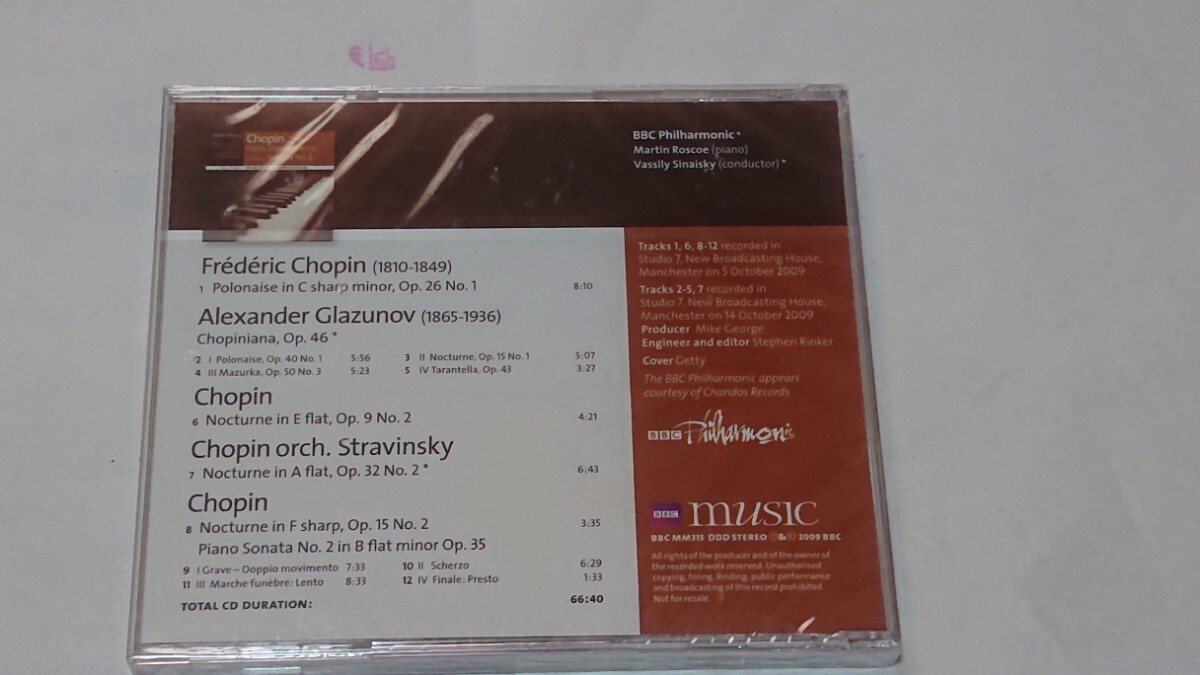 Chopin
No 2
BBC Philharmonic*
Martin Roscoe (piano)
Vassily Sinaisky (conductor)*
Frédéric Chopin (1810-1849)
1 Polonaise in C sharp minor, Op. 26 No. 1 8:10
Alexander Glazunov (1865-1936)
Chopiniana, Op. 46*
2 I Polonaise, Op. 40 No. 1 5:56 3 II Nocturne, Op. 15 No. 1 5:07
4 III Mazurka, Op. 50 No. 3 5:23 5 IV Tarantella, Op. 43 3:27
Chopin
6 Nocturne in E flat, Op. 9 No. 2 4:21
Chopin orch. Stravinsky
7 Nocturne in A flat, Op. 32 No. 2* 6:43
Chopin
8 Nocturne in F sharp, Op. 15 No. 2 3:35
Piano Sonata No. 2 in B flat minor Op. 35
9 I Grave – Doppio movimento 7:33 10 II Scherzo 6:29
11 III Marche funèbre: Lento 8:33 12 IV Finale: Presto 1:33
TOTAL CD DURATION: 66:40
Tracks 1, 6, 8-12 recorded in
Studio 7, New Broadcasting House,
Manchester on 5 October 2009
Tracks 2-5, 7 recorded in
Studio 7, New Broadcasting House,
Manchester on 14 October 2009
Producer Mike George
Engineer and editor Stephen Rinker
Cover Getty
The BBC Philharmonic appears
courtesy of Chandos Records
BBC Philharmonic
BBC music
BBC MM315 DDD STEREO ℗ & © 2009 BBC
All rights of the producer and of the owner of
the recorded work reserved. Unauthorised
copying, hiring, lending, public performance
and broadcasting of this record prohibited.
Not for resale.